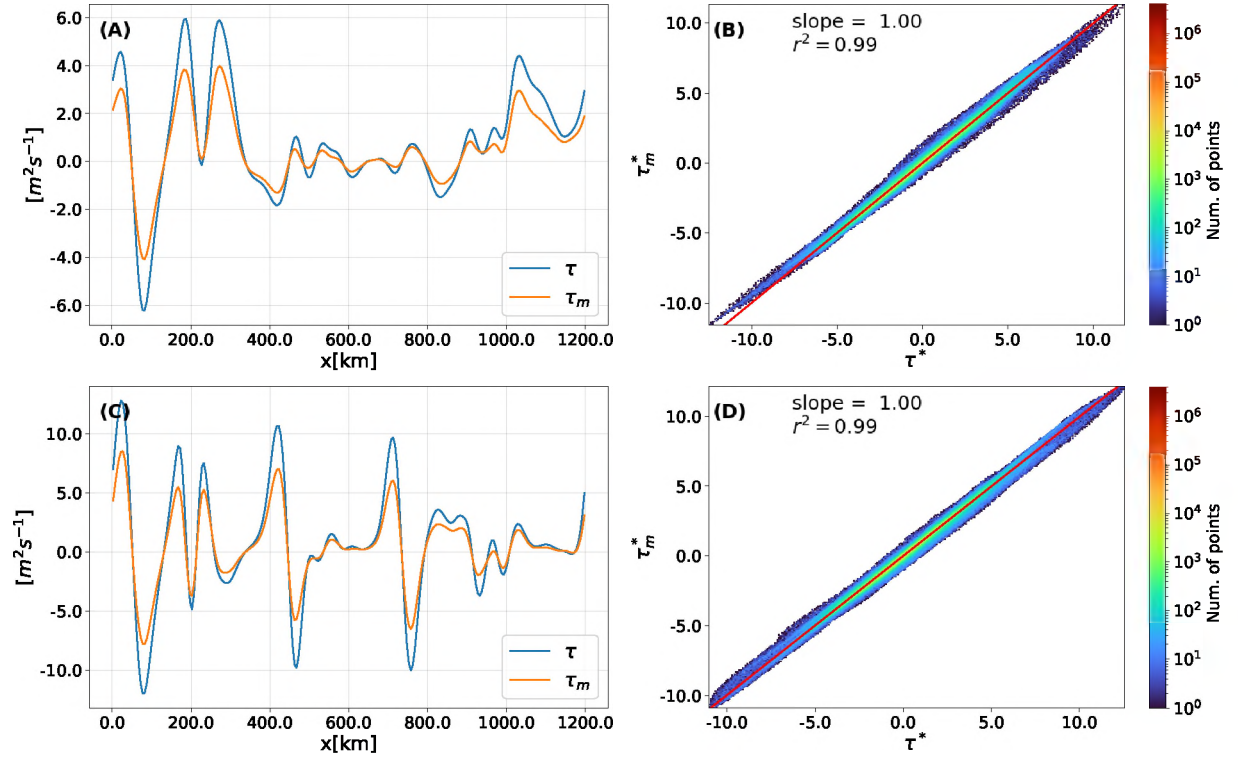 (A)
6.0
4.0
2.0
0.0
-2.0
-4.0
-6.0
[m²s⁻¹]
0.0 200.0 400.0 600.0 800.0 1000.0 1200.0
x[km]
τ
τm
(B)
slope = 1.00
r² = 0.99
10.0
5.0
0.0
-5.0
-10.0
τ*m
-10.0 -5.0 0.0 5.0 10.0
τ*
10⁶
10⁵
10⁴
10³
10²
10¹
10⁰
Num. of points
(C)
10.0
5.0
0.0
-5.0
-10.0
[m²s⁻¹]
0.0 200.0 400.0 600.0 800.0 1000.0 1200.0
x[km]
τ
τm
(D)
slope = 1.00
r² = 0.99
10.0
5.0
0.0
-5.0
-10.0
τ*m
-10.0 -5.0 0.0 5.0 10.0
τ*
10⁶
10⁵
10⁴
10³
10²
10¹
10⁰
Num. of points